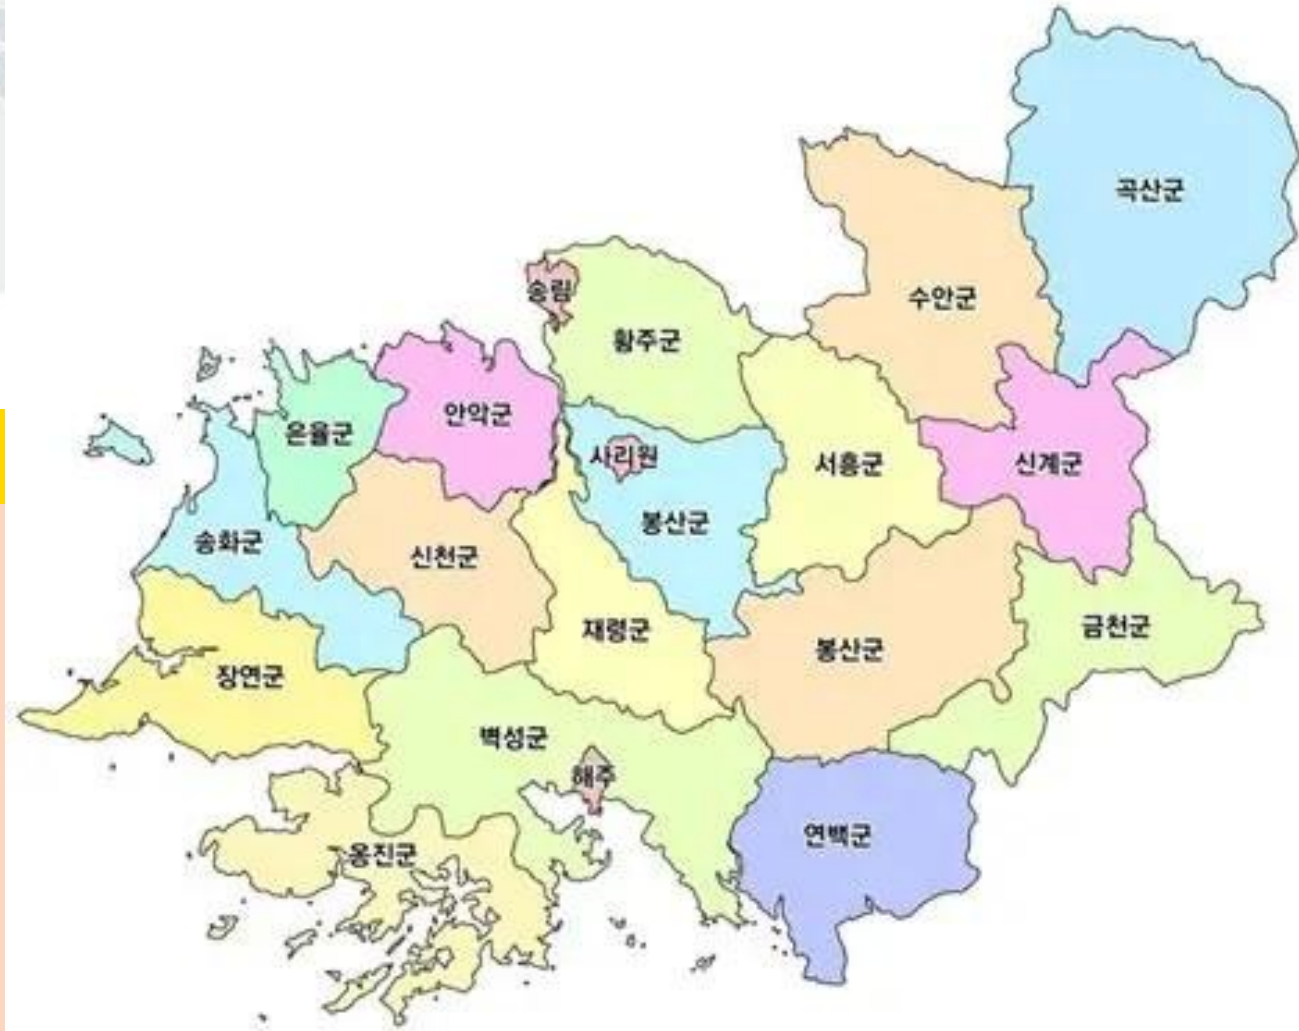 곡산군
수안군
송림
황주군
안악군
은율군
사리원
서흥군
신계군
봉산군
송화군
신천군
재령군
봉산군
금천군
장연군
벽성군
해주
연백군
옹진군